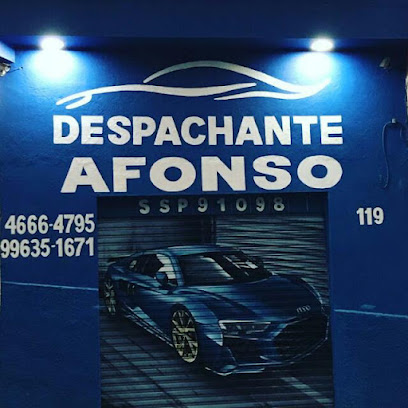 DESPACHANTE
AFONSO
SSP91098
4666-4795
99635-1671
119